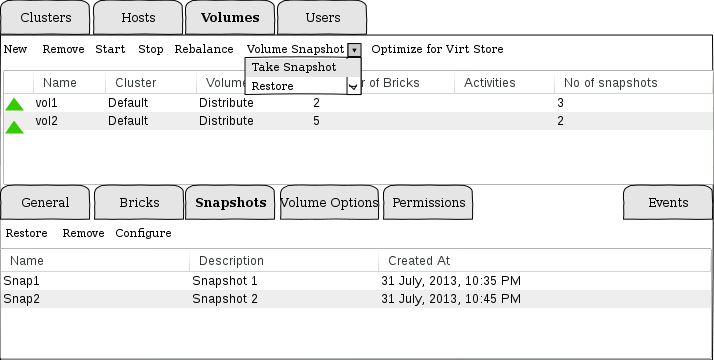 Clusters Hosts Volumes Users
New Remove Start Stop Rebalance Volume Snapshot Optimize for Virt Store
Take Snapshot
Restore
Name Cluster Volume r of Bricks Activities No of snapshots
vol1 Default Distribute 2 3
vol2 Default Distribute 5 2
General Bricks Snapshots Volume Options Permissions Events
Restore Remove Configure
Name Description Created At
Snap1 Snapshot 1 31 July, 2013, 10:35 PM
Snap2 Snapshot 2 31 July, 2013, 10:45 PM